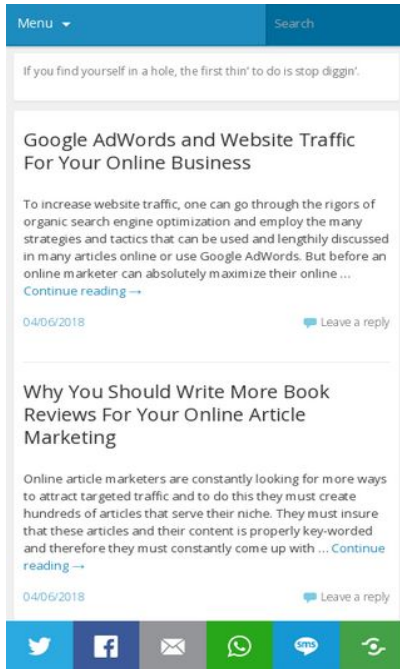 Menu
Search
If you find yourself in a hole, the first thin' to do is stop diggin'.
Google AdWords and Website Traffic
For Your Online Business
To increase website traffic, one can go through the rigors of
organic search engine optimization and employ the many
strategies and tactics that can be used and lengthily discussed
in many articles online or use Google AdWords. But before an
online marketer can absolutely maximize their online …
Continue reading →
04/06/2018
Leave a reply
Why You Should Write More Book
Reviews For Your Online Article
Marketing
Online article marketers are constantly looking for more ways
to attract targeted traffic and to do this they must create
hundreds of articles that serve their niche. They must insure
that these articles and their content is properly key-worded
and therefore they must constantly come up with … Continue
reading →
04/06/2018
Leave a reply
sms